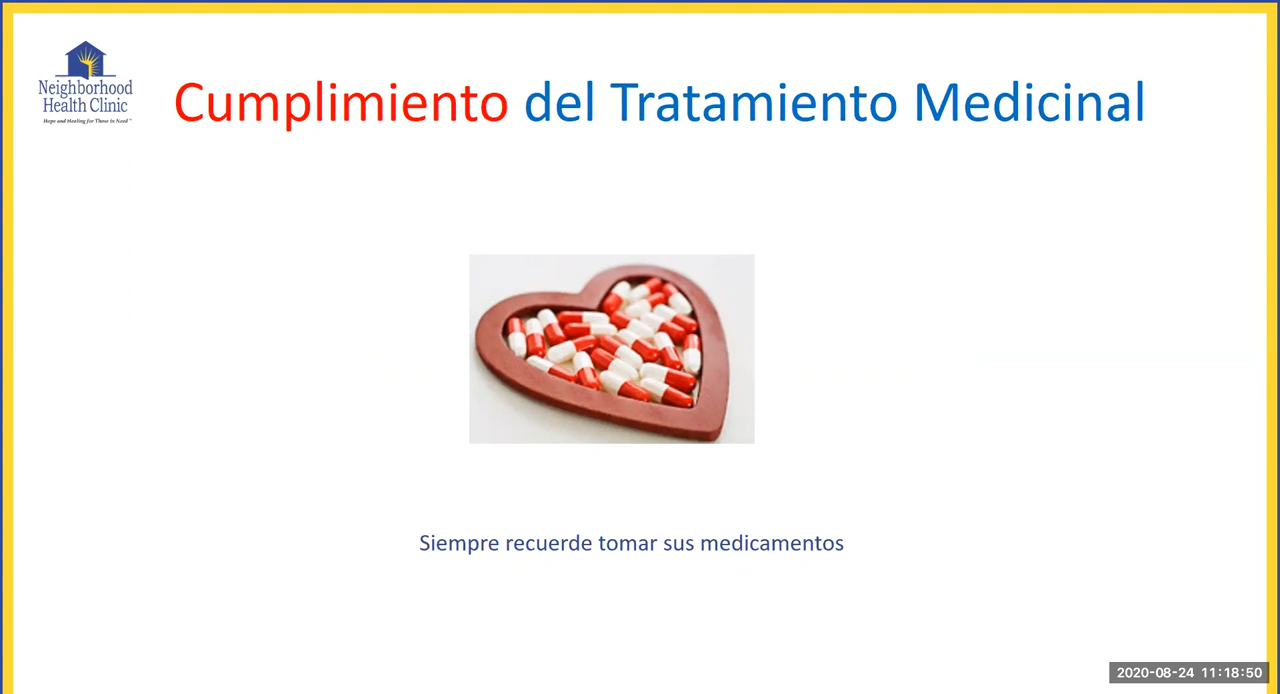 Neighborhood
Health Clinic
Hope and Healing for Those in Need™
Cumplimiento del Tratamiento Medicinal
Siempre recuerde tomar sus medicamentos
2020-08-24 11:18:50